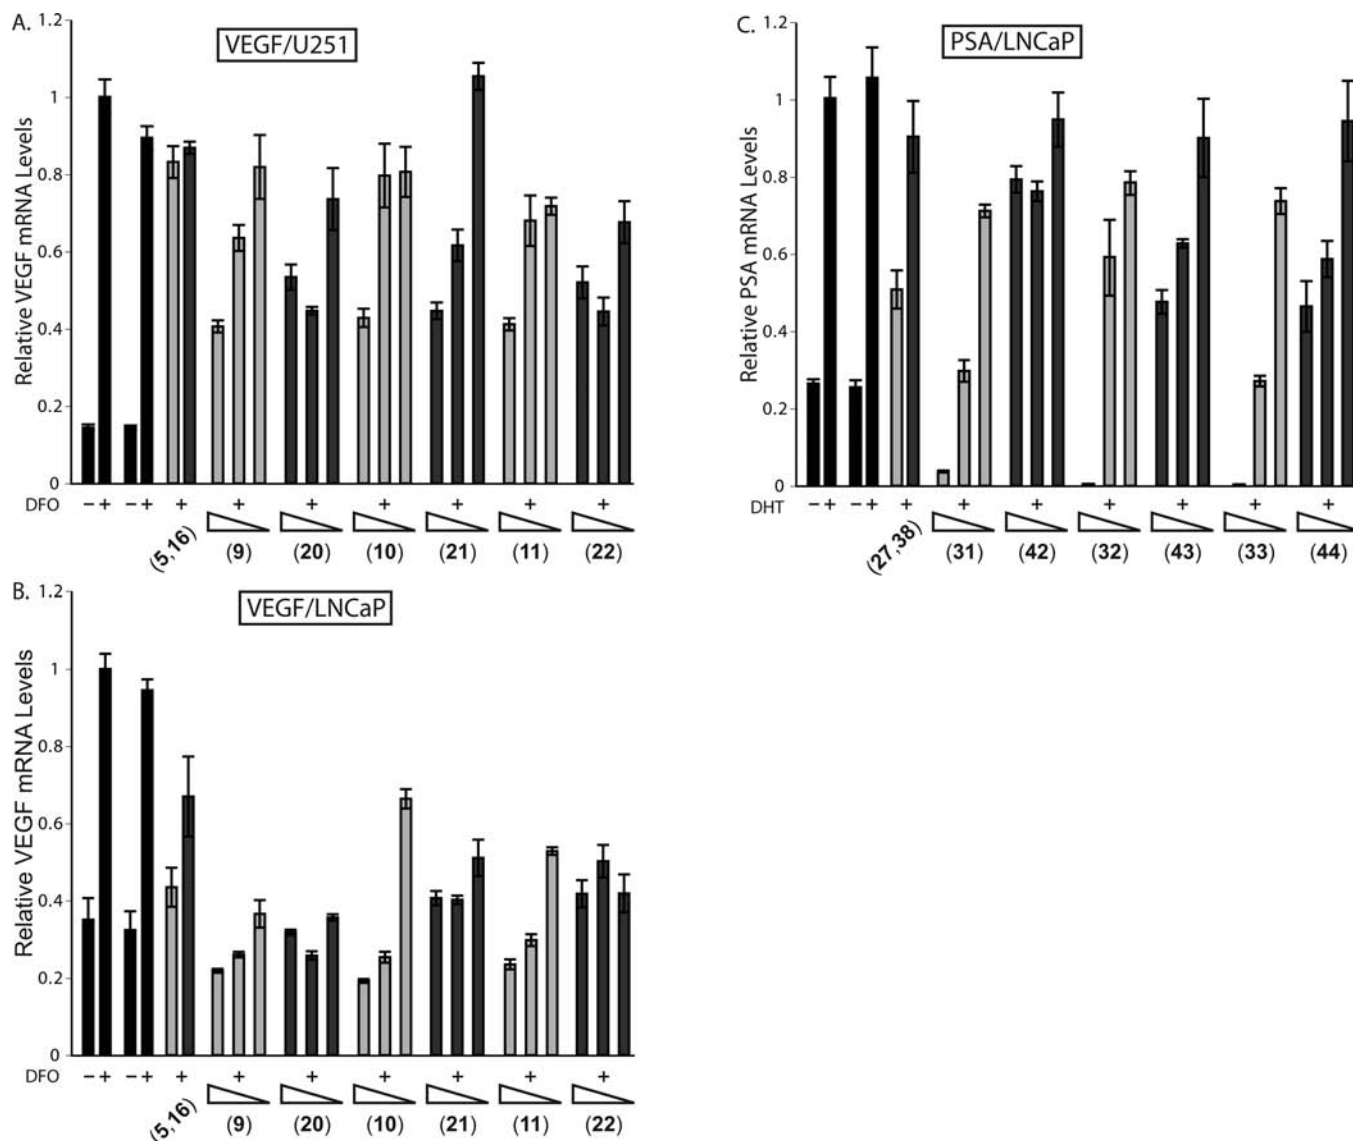 A.
VEGF/U251
Relative VEGF mRNA Levels
1.2
1
0.8
0.6
0.4
0.2
0
DFO − + − + + + + + + + +
(5,16) (9) (20) (10) (21) (11) (22)
B.
VEGF/LNCaP
Relative VEGF mRNA Levels
1.2
1
0.8
0.6
0.4
0.2
0
DFO − + − + + + + + + + +
(5,16) (9) (20) (10) (21) (11) (22)
C.
PSA/LNCaP
Relative PSA mRNA Levels
1.2
1
0.8
0.6
0.4
0.2
0
DHT − + − + + + + + + + +
(27,38) (31) (42) (32) (43) (33) (44)